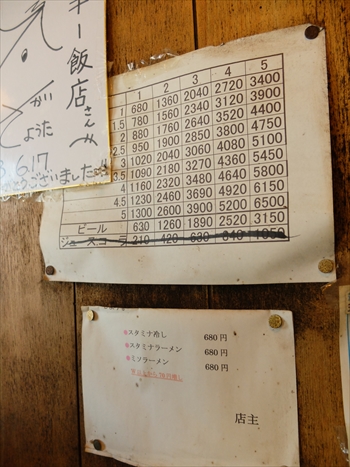 キー飯店さんへ
6.17
ありがとうございました!!
1 2 3 4 5
1 680 1360 2040 2720 3400
1.5 780 1560 2340 3120 3900
2 880 1760 2640 3520 4400
2.5 950 1900 2850 3800 4750
3 1020 2040 3060 4080 5100
3.5 1090 2180 3270 4360 5450
4 1160 2320 3480 4640 5800
4.5 1230 2460 3690 4920 6150
5 1300 2600 3900 5200 6500
ビール 630 1260 1890 2520 3150
ジュースコーラ 210 420 630 840 1050
※スタミナ冷し 680円
※スタミナラーメン 680円
※ミソラーメン 680円
店主